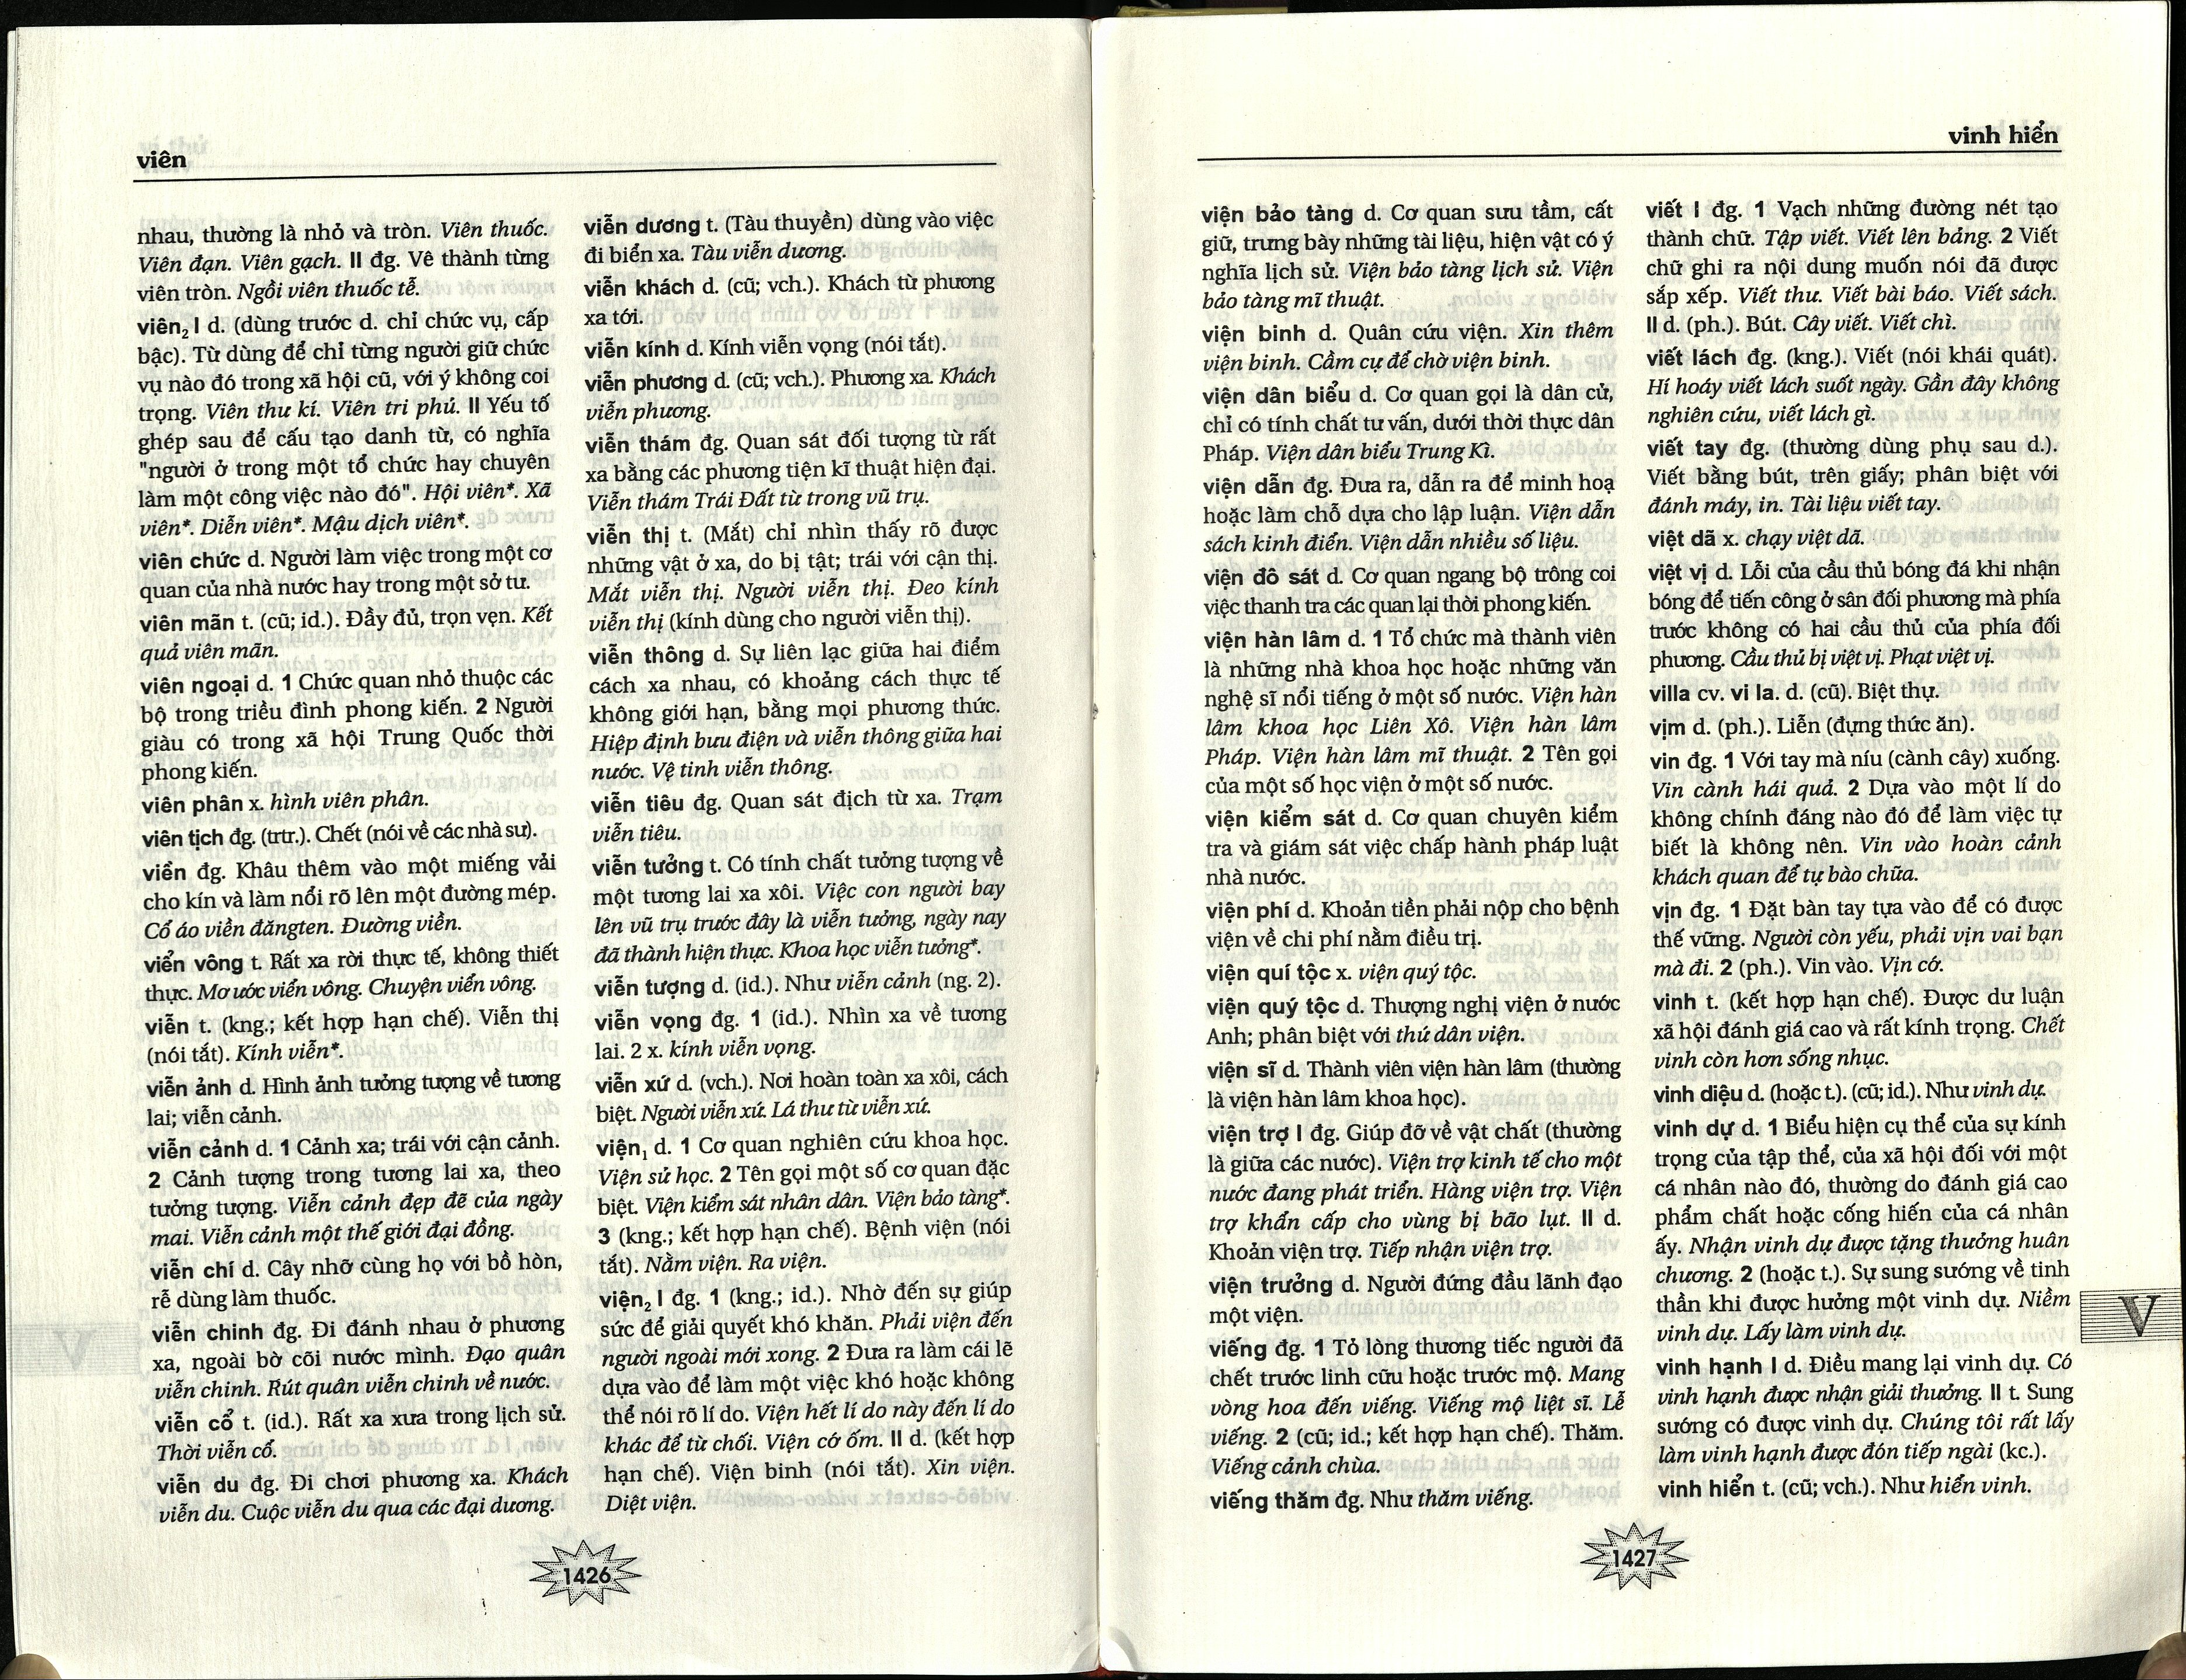 viên
nhau, thường là nhỏ và tròn. Viên thuốc.
Viên đạn. Viên gạch. II đg. Vê thành từng
viên tròn. Ngồi viên thuốc tễ.
viên₂ I d. (dùng trước d. chỉ chức vụ, cấp
bậc). Từ dùng để chỉ từng người giữ chức
vụ nào đó trong xã hội cũ, với ý không coi
trọng. Viên thư kí. Viên tri phủ. II Yếu tố
ghép sau để cấu tạo danh từ, có nghĩa
"người ở trong một tổ chức hay chuyên
làm một công việc nào đó". Hội viên*. Xã
viên*. Diễn viên*. Mậu dịch viên*.
viên chức d. Người làm việc trong một cơ
quan của nhà nước hay trong một sở tư.
viên mãn t. (cũ; id.). Đầy đủ, trọn vẹn. Kết
quả viên mãn.
viên ngoại d. 1 Chức quan nhỏ thuộc các
bộ trong triều đình phong kiến. 2 Người
giàu có trong xã hội Trung Quốc thời
phong kiến.
viên phân x. hình viên phân.
viên tịch đg. (trtr.). Chết (nói về các nhà sư).
viền đg. Khâu thêm vào một miếng vải
cho kín và làm nổi rõ lên một đường mép.
Cổ áo viền đăngten. Đường viền.
viển vông t. Rất xa rời thực tế, không thiết
thực. Mơ ước viển vông. Chuyện viển vông.
viễn t. (kng.; kết hợp hạn chế). Viễn thị
(nói tắt). Kính viễn*.
viễn ảnh d. Hình ảnh tưởng tượng về tương
lai; viễn cảnh.
viễn cảnh d. 1 Cảnh xa; trái với cận cảnh.
2 Cảnh tượng trong tương lai xa, theo
tưởng tượng. Viễn cảnh đẹp đẽ của ngày
mai. Viễn cảnh một thế giới đại đồng.
viễn chí d. Cây nhỡ cùng họ với bồ hòn,
rễ dùng làm thuốc.
viễn chinh đg. Đi đánh nhau ở phương
xa, ngoài bờ cõi nước mình. Đạo quân
viễn chinh. Rút quân viễn chinh về nước.
viễn cổ t. (id.). Rất xa xưa trong lịch sử.
Thời viễn cổ.
viễn du đg. Đi chơi phương xa. Khách
viễn du. Cuộc viễn du qua các đại dương.
viễn dương t. (Tàu thuyền) dùng vào việc
đi biển xa. Tàu viễn dương.
viễn khách d. (cũ; vch.). Khách từ phương
xa tới.
viễn kính d. Kính viễn vọng (nói tắt).
viễn phương d. (cũ; vch.). Phương xa. Khách
viễn phương.
viễn thám đg. Quan sát đối tượng từ rất
xa bằng các phương tiện kĩ thuật hiện đại.
Viễn thám Trái Đất từ trong vũ trụ.
viễn thị t. (Mắt) chỉ nhìn thấy rõ được
những vật ở xa, do bị tật; trái với cận thị.
Mắt viễn thị. Người viễn thị. Đeo kính
viễn thị (kính dùng cho người viễn thị).
viễn thông d. Sự liên lạc giữa hai điểm
cách xa nhau, có khoảng cách thực tế
không giới hạn, bằng mọi phương thức.
Hiệp định bưu điện và viễn thông giữa hai
nước. Vệ tinh viễn thông.
viễn tiêu đg. Quan sát địch từ xa. Trạm
viễn tiêu.
viễn tưởng t. Có tính chất tưởng tượng về
một tương lai xa xôi. Việc con người bay
lên vũ trụ trước đây là viễn tưởng, ngày nay
đã thành hiện thực. Khoa học viễn tưởng*.
viễn tượng d. (id.). Như viễn cảnh (ng. 2).
viễn vọng đg. 1 (id.). Nhìn xa về tương
lai. 2 x. kính viễn vọng.
viễn xứ d. (vch.). Nơi hoàn toàn xa xôi, cách
biệt. Người viễn xứ. Lá thư từ viễn xứ.
viện₁ d. 1 Cơ quan nghiên cứu khoa học.
Viện sử học. 2 Tên gọi một số cơ quan đặc
biệt. Viện kiểm sát nhân dân. Viện bảo tàng*.
3 (kng.; kết hợp hạn chế). Bệnh viện (nói
tắt). Nằm viện. Ra viện.
viện₂ I đg. 1 (kng.; id.). Nhờ đến sự giúp
sức để giải quyết khó khăn. Phải viện đến
người ngoài mới xong. 2 Đưa ra làm cái lẽ
dựa vào để làm một việc khó hoặc không
thể nói rõ lí do. Viện hết lí do này đến lí do
khác để từ chối. Viện cớ ốm. II d. (kết hợp
hạn chế). Viện binh (nói tắt). Xin viện.
Diệt viện.
1426
vinh hiển
viện bảo tàng d. Cơ quan sưu tầm, cất
giữ, trưng bày những tài liệu, hiện vật có ý
nghĩa lịch sử. Viện bảo tàng lịch sử. Viện
bảo tàng mĩ thuật.
viện binh d. Quân cứu viện. Xin thêm
viện binh. Cầm cự để chờ viện binh.
viện dân biểu d. Cơ quan gọi là dân cử,
chỉ có tính chất tư vấn, dưới thời thực dân
Pháp. Viện dân biểu Trung Kì.
viện dẫn đg. Đưa ra, dẫn ra để minh hoạ
hoặc làm chỗ dựa cho lập luận. Viện dẫn
sách kinh điển. Viện dẫn nhiều số liệu.
viện đô sát d. Cơ quan ngang bộ trông coi
việc thanh tra các quan lại thời phong kiến.
viện hàn lâm d. 1 Tổ chức mà thành viên
là những nhà khoa học hoặc những văn
nghệ sĩ nổi tiếng ở một số nước. Viện hàn
lâm khoa học Liên Xô. Viện hàn lâm
Pháp. Viện hàn lâm mĩ thuật. 2 Tên gọi
của một số học viện ở một số nước.
viện kiểm sát d. Cơ quan chuyên kiểm
tra và giám sát việc chấp hành pháp luật
nhà nước.
viện phí d. Khoản tiền phải nộp cho bệnh
viện về chi phí nằm điều trị.
viện quí tộc x. viện quý tộc.
viện quý tộc d. Thượng nghị viện ở nước
Anh; phân biệt với thứ dân viện.
viện sĩ d. Thành viên viện hàn lâm (thường
là viện hàn lâm khoa học).
viện trợ I đg. Giúp đỡ về vật chất (thường
là giữa các nước). Viện trợ kinh tế cho một
nước đang phát triển. Hàng viện trợ. Viện
trợ khẩn cấp cho vùng bị bão lụt. II d.
Khoản viện trợ. Tiếp nhận viện trợ.
viện trưởng d. Người đứng đầu lãnh đạo
một viện.
viếng đg. 1 Tỏ lòng thương tiếc người đã
chết trước linh cữu hoặc trước mộ. Mang
vòng hoa đến viếng. Viếng mộ liệt sĩ. Lễ
viếng. 2 (cũ; id.; kết hợp hạn chế). Thăm.
Viếng cảnh chùa.
viếng thăm đg. Như thăm viếng.
viết I đg. 1 Vạch những đường nét tạo
thành chữ. Tập viết. Viết lên bảng. 2 Viết
chữ ghi ra nội dung muốn nói đã được
sắp xếp. Viết thư. Viết bài báo. Viết sách.
II d. (ph.). Bút. Cây viết. Viết chì.
viết lách đg. (kng.). Viết (nói khái quát).
Hí hoáy viết lách suốt ngày. Gần đây không
nghiên cứu, viết lách gì.
viết tay đg. (thường dùng phụ sau d.).
Viết bằng bút, trên giấy; phân biệt với
đánh máy, in. Tài liệu viết tay.
việt dã x. chạy việt dã.
việt vị d. Lỗi của cầu thủ bóng đá khi nhận
bóng để tiến công ở sân đối phương mà phía
trước không có hai cầu thủ của phía đối
phương. Cầu thủ bị việt vị. Phạt việt vị.
villa cv. vi la. d. (cũ). Biệt thự.
vịm d. (ph.). Liễn (đựng thức ăn).
vin đg. 1 Với tay mà níu (cành cây) xuống.
Vin cành hái quả. 2 Dựa vào một lí do
không chính đáng nào đó để làm việc tự
biết là không nên. Vin vào hoàn cảnh
khách quan để tự bào chữa.
vịn đg. 1 Đặt bàn tay tựa vào để có được
thế vững. Người còn yếu, phải vịn vai bạn
mà đi. 2 (ph.). Vin vào. Vịn cớ.
vinh t. (kết hợp hạn chế). Được dư luận
xã hội đánh giá cao và rất kính trọng. Chết
vinh còn hơn sống nhục.
vinh diệu d. (hoặc t.). (cũ; id.). Như vinh dự.
vinh dự d. 1 Biểu hiện cụ thể của sự kính
trọng của tập thể, của xã hội đối với một
cá nhân nào đó, thường do đánh giá cao
phẩm chất hoặc cống hiến của cá nhân
ấy. Nhận vinh dự được tặng thưởng huân
chương. 2 (hoặc t.). Sự sung sướng về tinh
thần khi được hưởng một vinh dự. Niềm
vinh dự. Lấy làm vinh dự.
vinh hạnh I d. Điều mang lại vinh dự. Có
vinh hạnh được nhận giải thưởng. II t. Sung
sướng có được vinh dự. Chúng tôi rất lấy
làm vinh hạnh được đón tiếp ngài (kc.).
vinh hiển t. (cũ; vch.). Như hiển vinh.
V
1427